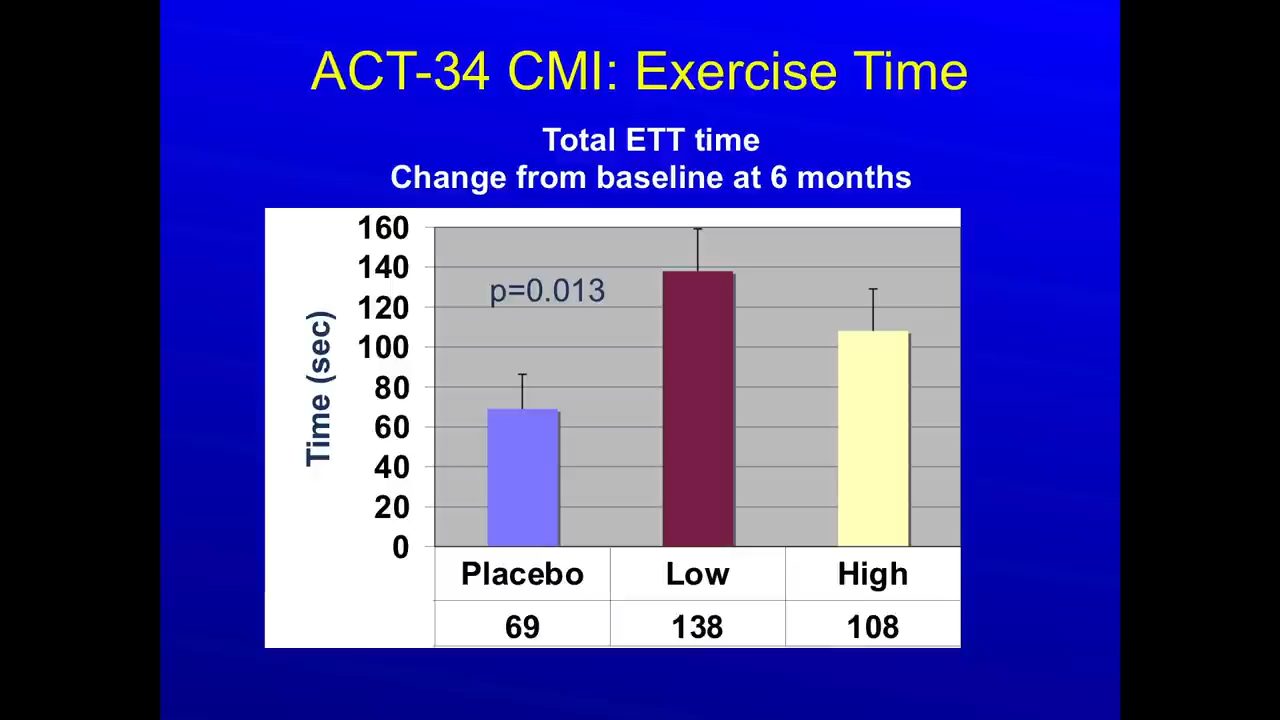 ACT-34 CMI: Exercise Time
Total ETT time
Change from baseline at 6 months
160
140
120
100
80
60
40
20
0
Time (sec)
p=0.013
Placebo Low High
69 138 108